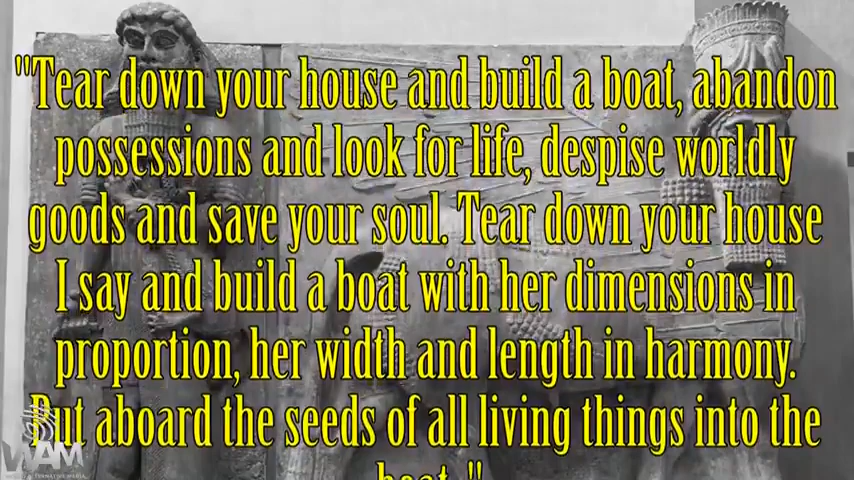 "Tear down your house and build a boat, abandon
possessions and look for life, despise worldly
goods and save your soul. Tear down your house
I say and build a boat with her dimensions in
proportion, her width and length in harmony.
Put aboard the seeds of all living things into the
boat."
WAM